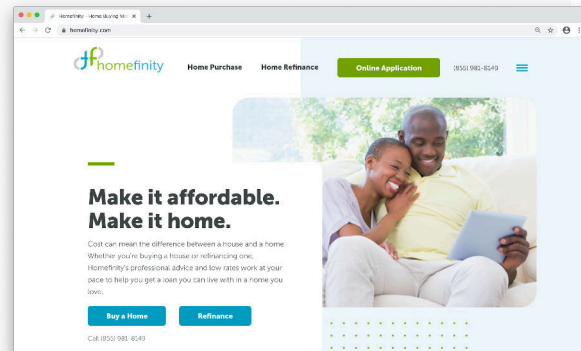 Homefinity - Home Buying Mor
homefinity.com
homefinity
Home Purchase
Home Refinance
Online Application
(855) 981-8149
Make it affordable.
Make it home.
Cost can mean the difference between a house and a home.
Whether you're buying a house or refinancing one,
Homefinity's professional advice and low rates work at your
pace to help you get a loan you can live with in a home you
love.
Buy a Home
Refinance
Call (855) 981-8149